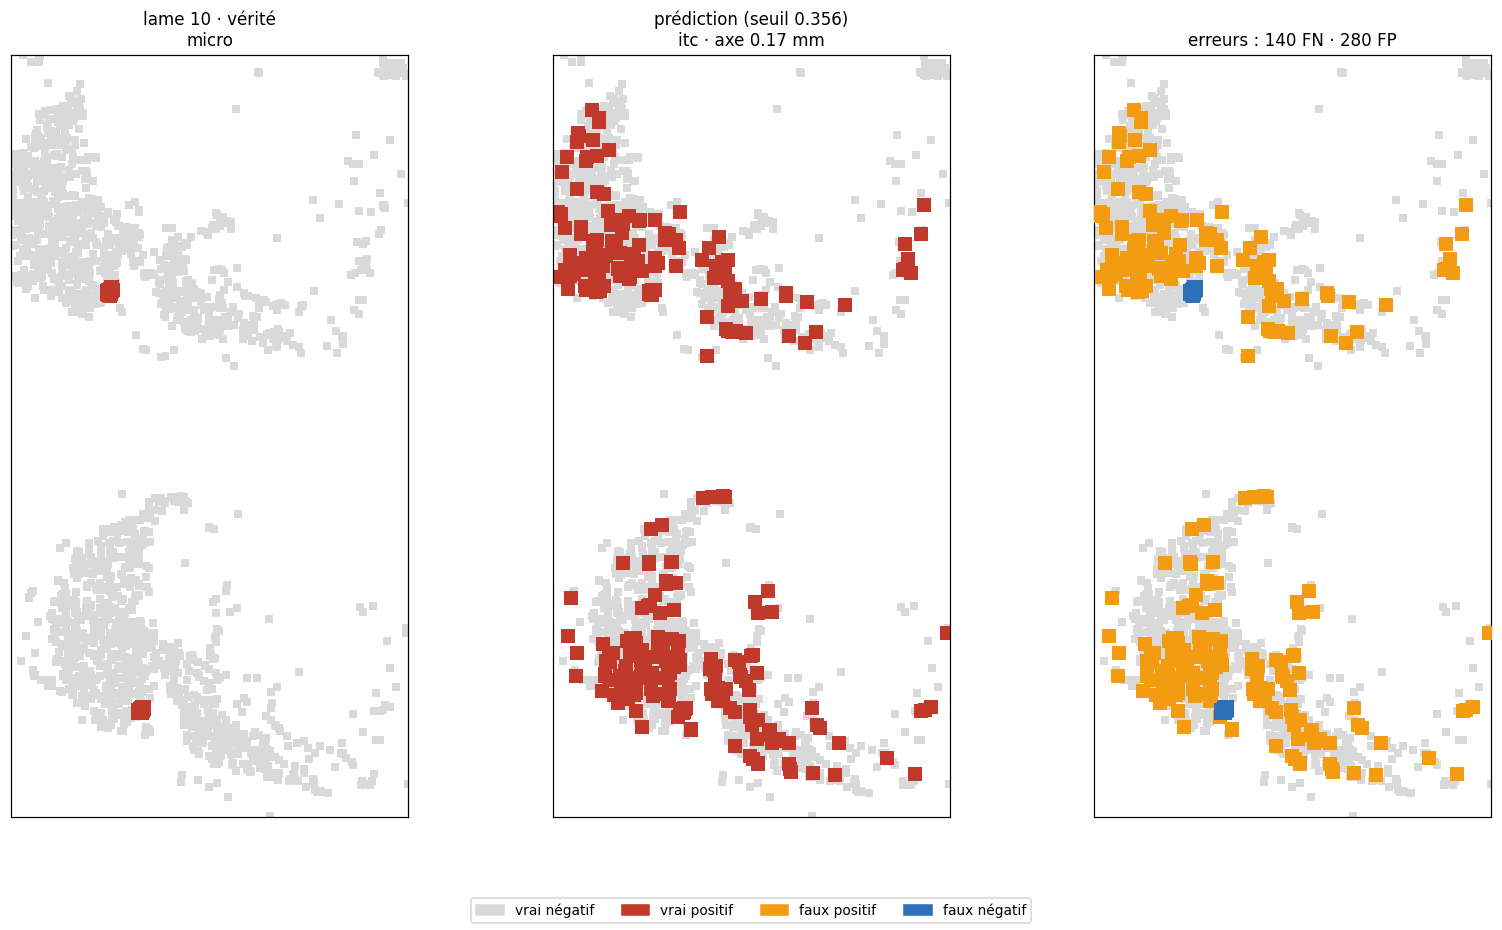 lame 10 · vérité
micro
prédiction (seuil 0.356)
itc · axe 0.17 mm
erreurs : 140 FN · 280 FP
vrai négatif
vrai positif
faux positif
faux négatif